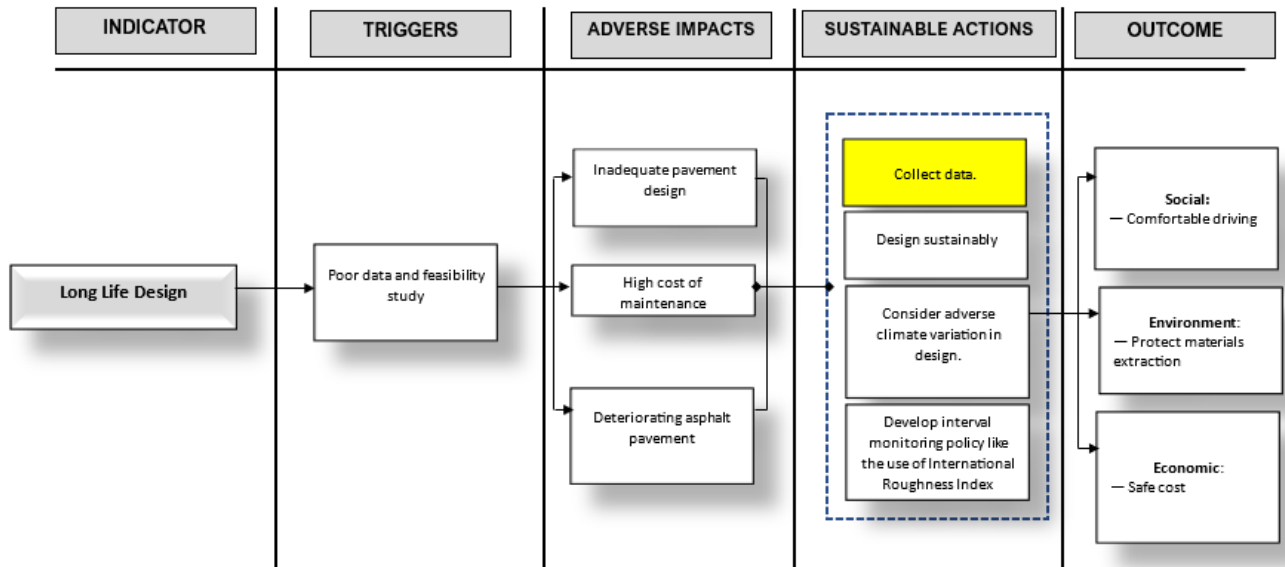 INDICATOR
TRIGGERS
ADVERSE IMPACTS
SUSTAINABLE ACTIONS
OUTCOME
Long Life Design
Poor data and feasibility
study
Inadequate pavement
design
High cost of
maintenance
Deteriorating asphalt
pavement
Collect data.
Design sustainably
Consider adverse
climate variation in
design.
Develop interval
monitoring policy like
the use of International
Roughness Index
Social:
— Comfortable driving
Environment:
— Protect materials
extraction
Economic:
— Safe cost